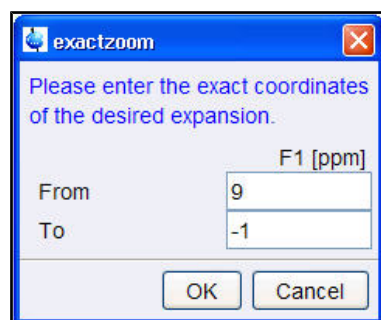 exactzoom
Please enter the exact coordinates
of the desired expansion.
F1 [ppm]
From 9
To -1
OK Cancel